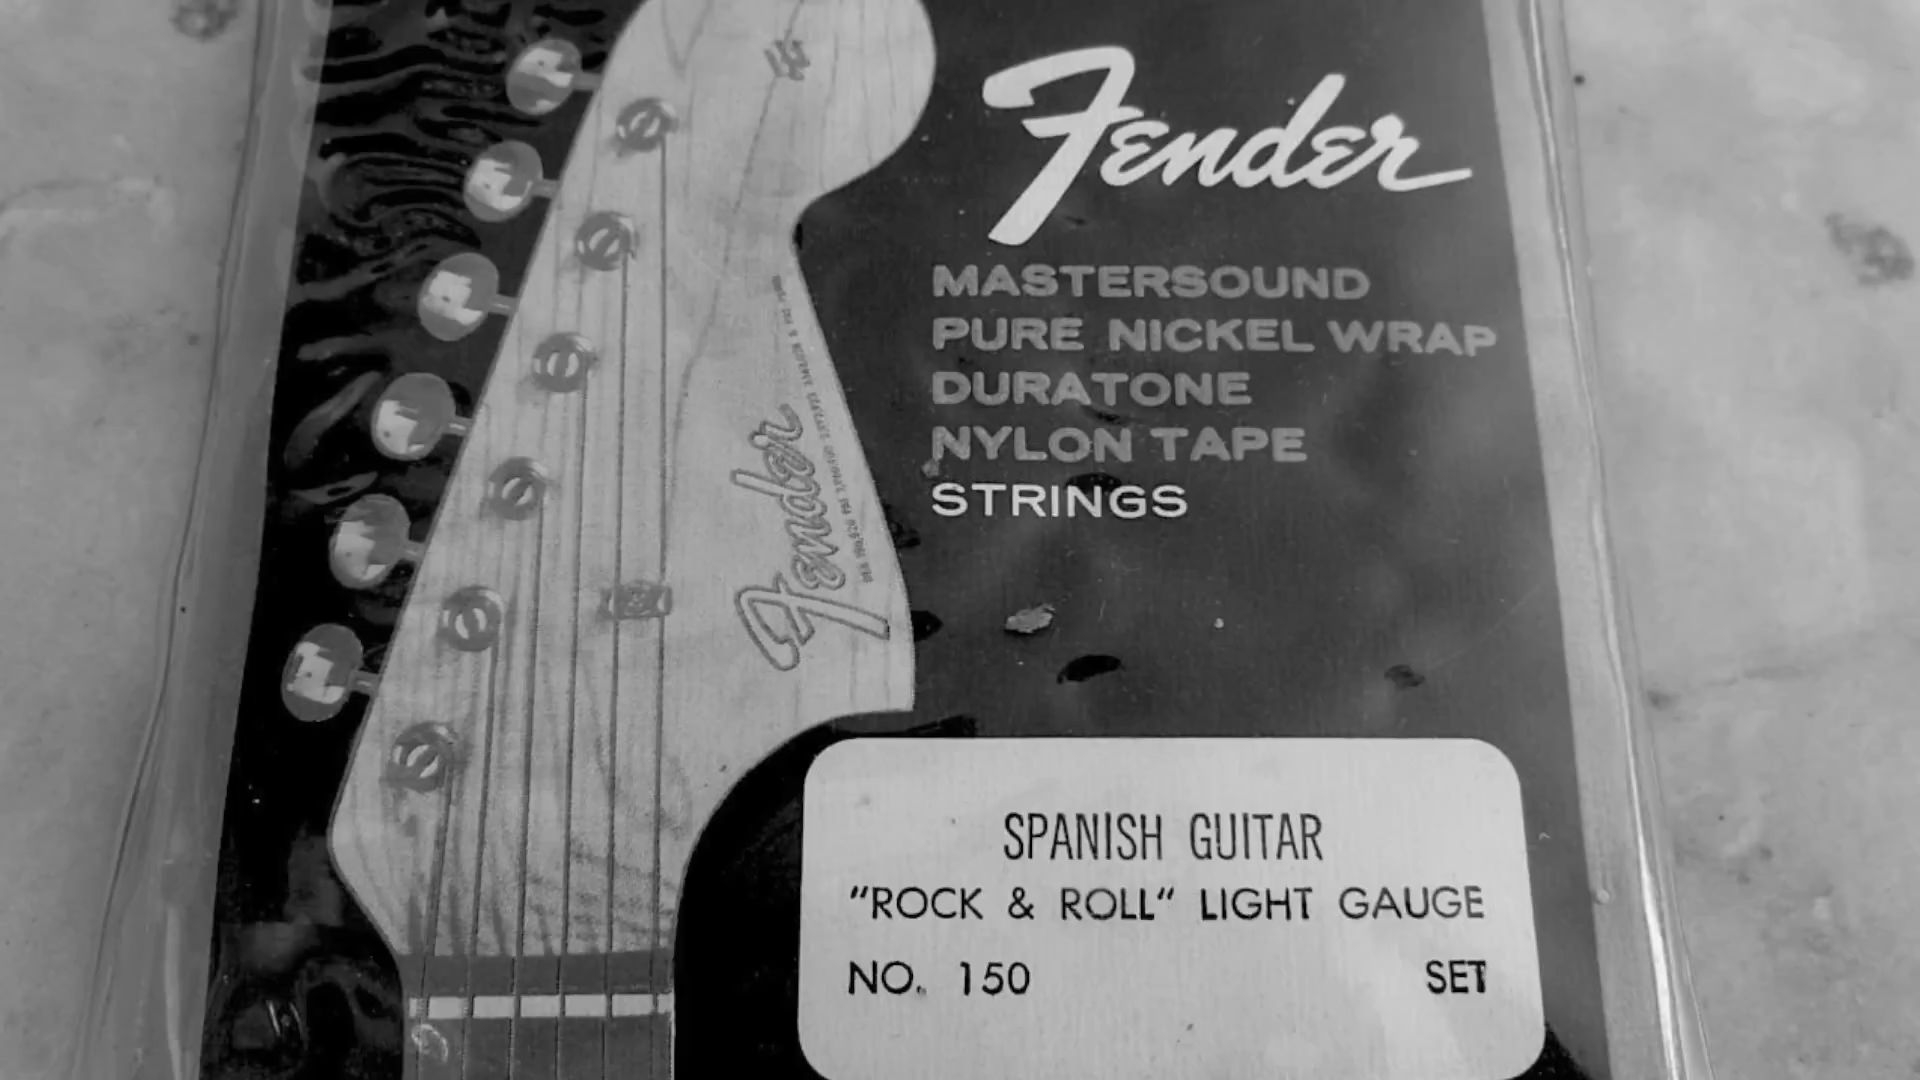 Fender
MASTERSOUND
PURE NICKEL WRAP
DURATONE
NYLON TAPE
STRINGS
Fender
SPANISH GUITAR
"ROCK & ROLL" LIGHT GAUGE
NO. 150 SET